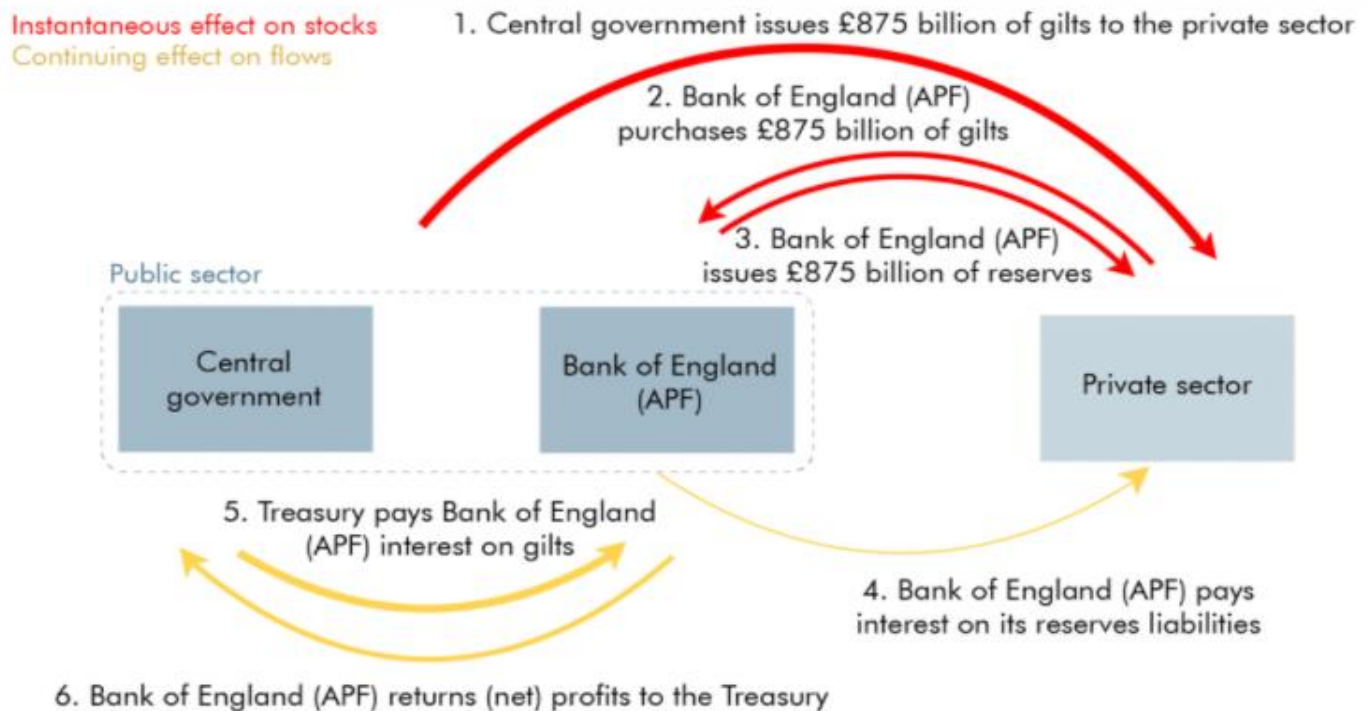 Instantaneous effect on stocks
Continuing effect on flows
1. Central government issues £875 billion of gilts to the private sector
2. Bank of England (APF)
purchases £875 billion of gilts
3. Bank of England (APF)
issues £875 billion of reserves
Public sector
Central
government
Bank of England
(APF)
Private sector
5. Treasury pays Bank of England
(APF) interest on gilts
4. Bank of England (APF) pays
interest on its reserves liabilities
6. Bank of England (APF) returns (net) profits to the Treasury